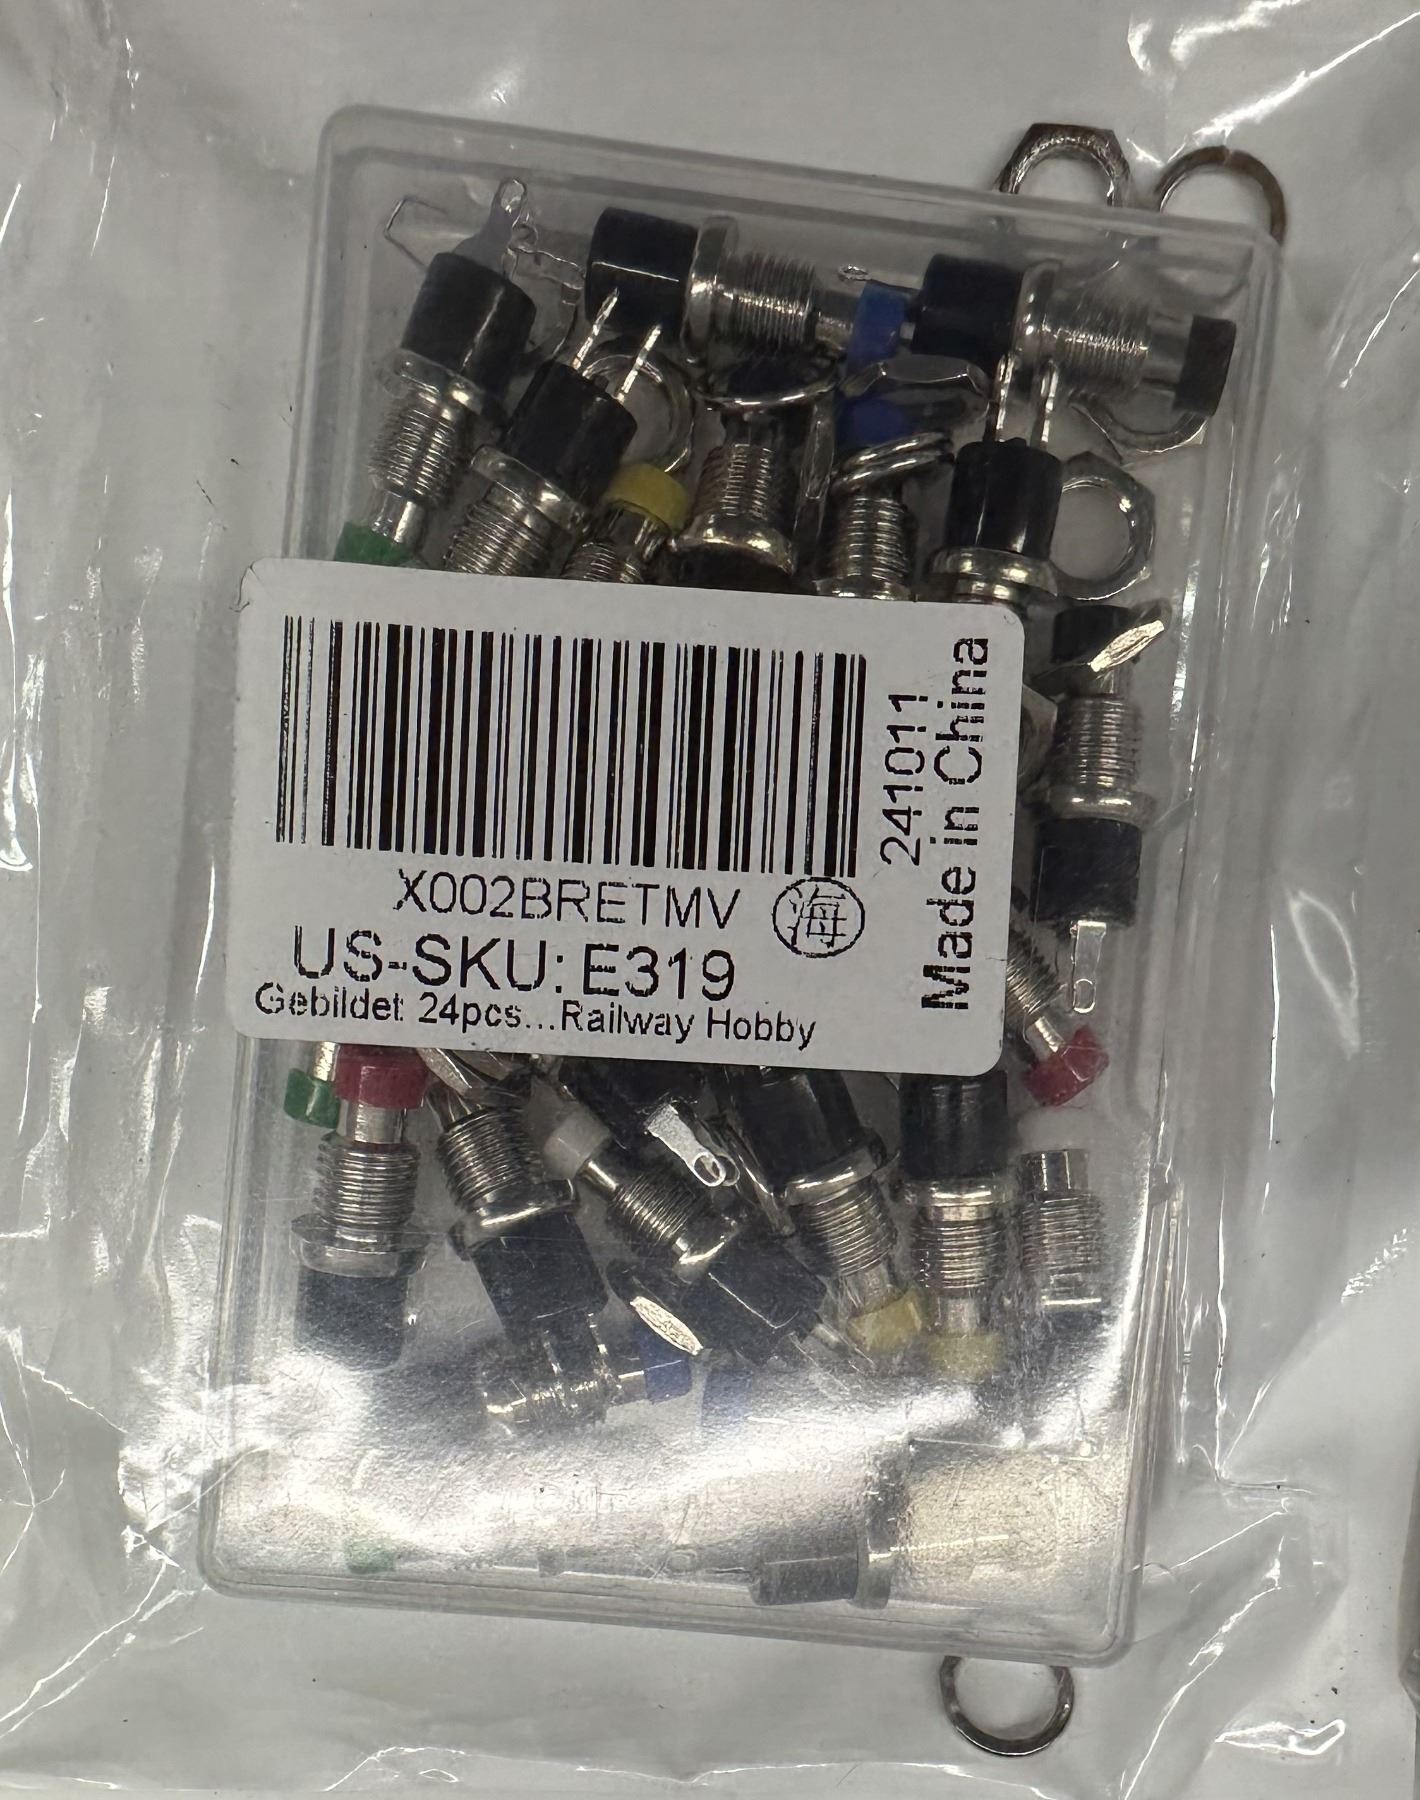 X002BRETMV
海
US-SKU: E319
Gebildet 24pcs...Railway Hobby
241011
Made in China